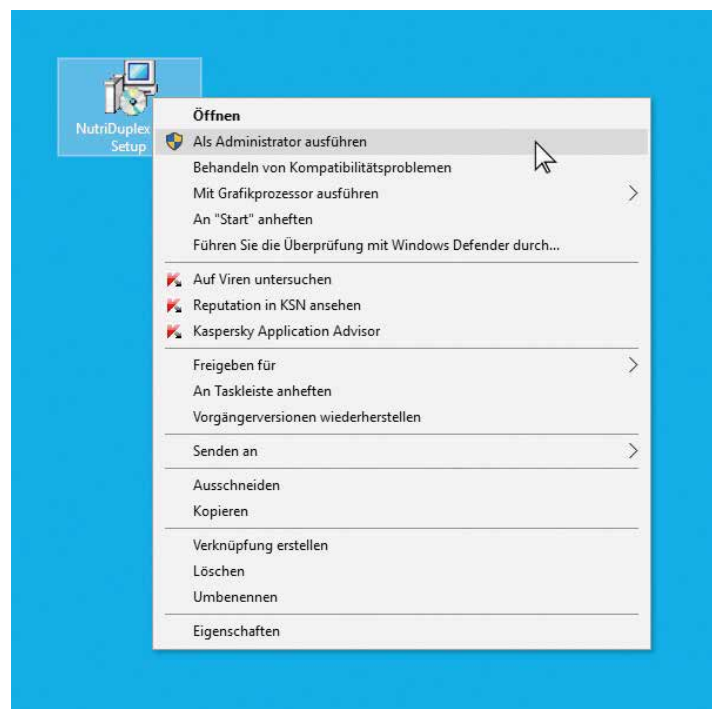 NutriDuplex
Setup
Öffnen
Als Administrator ausführen
Behandeln von Kompatibilitätsproblemen
Mit Grafikprozessor ausführen
An "Start" anheften
Führen Sie die Überprüfung mit Windows Defender durch...
Auf Viren untersuchen
Reputation in KSN ansehen
Kaspersky Application Advisor
Freigeben für
An Taskleiste anheften
Vorgängerversionen wiederherstellen
Senden an
Ausschneiden
Kopieren
Verknüpfung erstellen
Löschen
Umbenennen
Eigenschaften